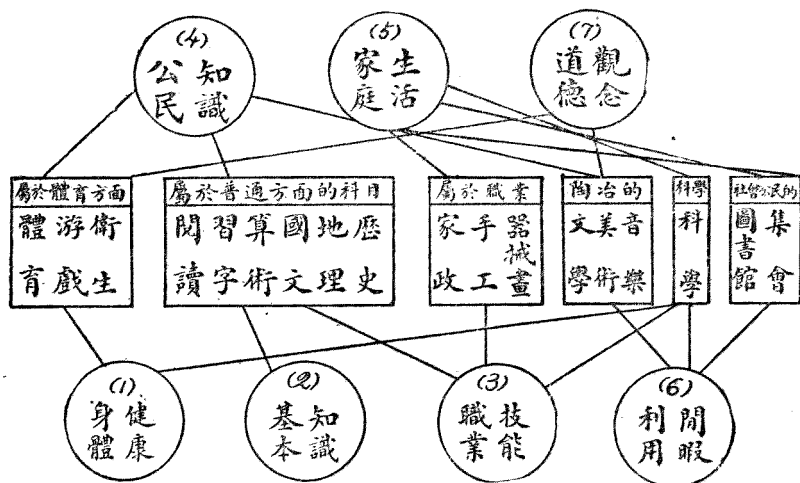 (4)
公民知識
(5)
家庭生活
(7)
道德觀念
屬於體育方面
體育
游戲
衛生
屬於普通方面的科目
閱讀
習字
算術
國文
地理
歷史
屬於職業
家政
手工
器械畫
陶冶的
文學
美術
音樂
科學
科學
社會公民的
圖書館
集會
(1)
身體健康
(2)
基本知識
(3)
職業技能
(6)
利用閒暇